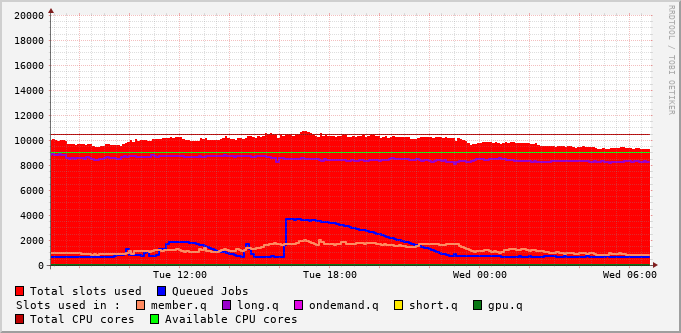 20000
18000
16000
14000
12000
10000
8000
6000
4000
2000
0
Tue 12:00 Tue 18:00 Wed 00:00 Wed 06:00
RRDTOOL / TOBI OETIKER
Total slots used Queued Jobs
Slots used in : member.q long.q ondemand.q short.q gpu.q
Total CPU cores Available CPU cores